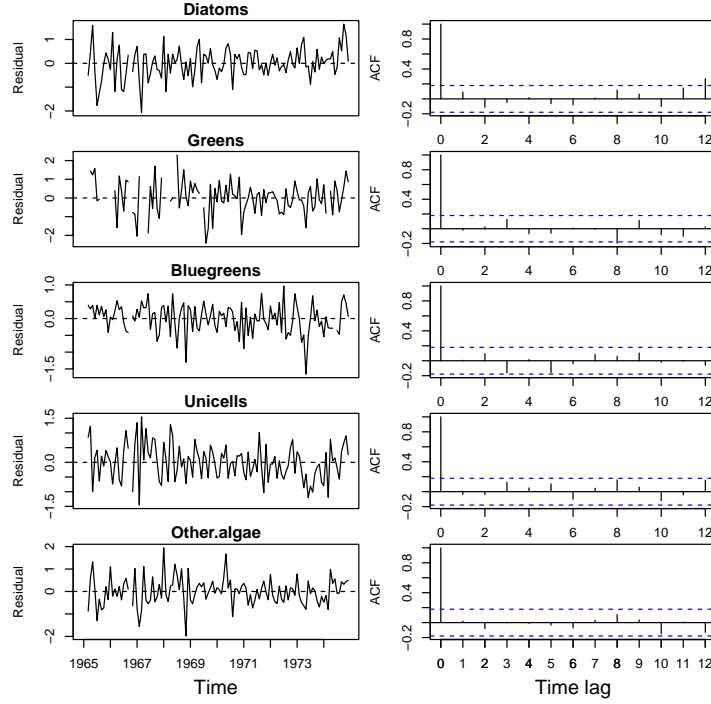 Diatoms
Residual
1
0
−2
ACF
0.8
0.4
−0.2
0 2 4 6 8 10 12
Greens
Residual
2
1
0
−2
ACF
0.8
0.4
−0.2
0 2 4 6 8 10 12
Bluegreens
Residual
1.0
0.0
−1.5
ACF
0.8
0.4
−0.2
0 2 4 6 8 10 12
Unicells
Residual
1.5
0.0
−1.5
ACF
0.8
0.4
−0.2
0 2 4 6 8 10 12
Other.algae
Residual
2
1
0
−2
1965 1967 1969 1971 1973
Time
ACF
0.8
0.4
−0.2
0 1 2 3 4 5 6 7 8 9 10 11 12
Time lag